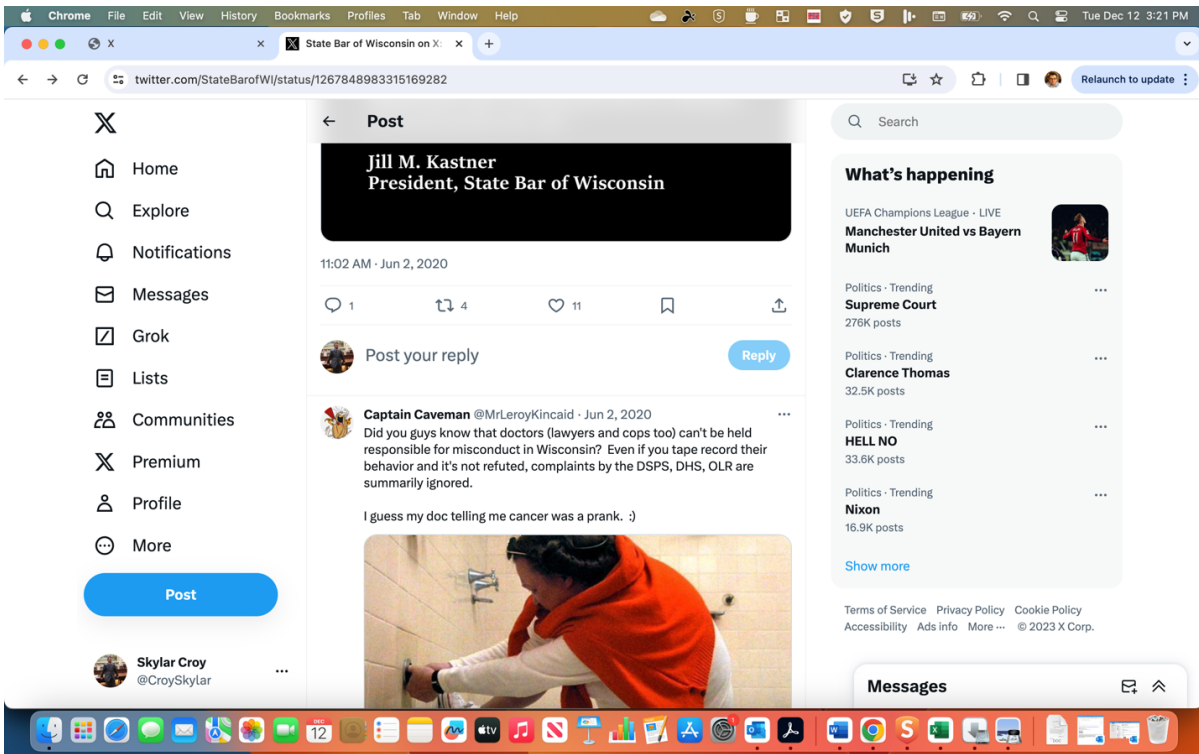 Chrome File Edit View History Bookmarks Profiles Tab Window Help
Tue Dec 12 3:21 PM
X
State Bar of Wisconsin on X:
twitter.com/StateBarofWI/status/1267848983315169282
Relaunch to update
Home
Explore
Notifications
Messages
Grok
Lists
Communities
Premium
Profile
More
Post
Skylar Croy
@CroySkylar
Post
Jill M. Kastner
President, State Bar of Wisconsin
11:02 AM · Jun 2, 2020
1 4 11
Post your reply
Reply
Captain Caveman @MrLeroyKincaid · Jun 2, 2020
Did you guys know that doctors (lawyers and cops too) can't be held
responsible for misconduct in Wisconsin? Even if you tape record their
behavior and it's not refuted, complaints by the DSPS, DHS, OLR are
summarily ignored.
I guess my doc telling me cancer was a prank. :)
Search
What's happening
UEFA Champions League · LIVE
Manchester United vs Bayern
Munich
Politics · Trending
Supreme Court
276K posts
Politics · Trending
Clarence Thomas
32.5K posts
Politics · Trending
HELL NO
33.6K posts
Politics · Trending
Nixon
16.9K posts
Show more
Terms of Service Privacy Policy Cookie Policy
Accessibility Ads info More ··· © 2023 X Corp.
Messages
DEC
12
tv